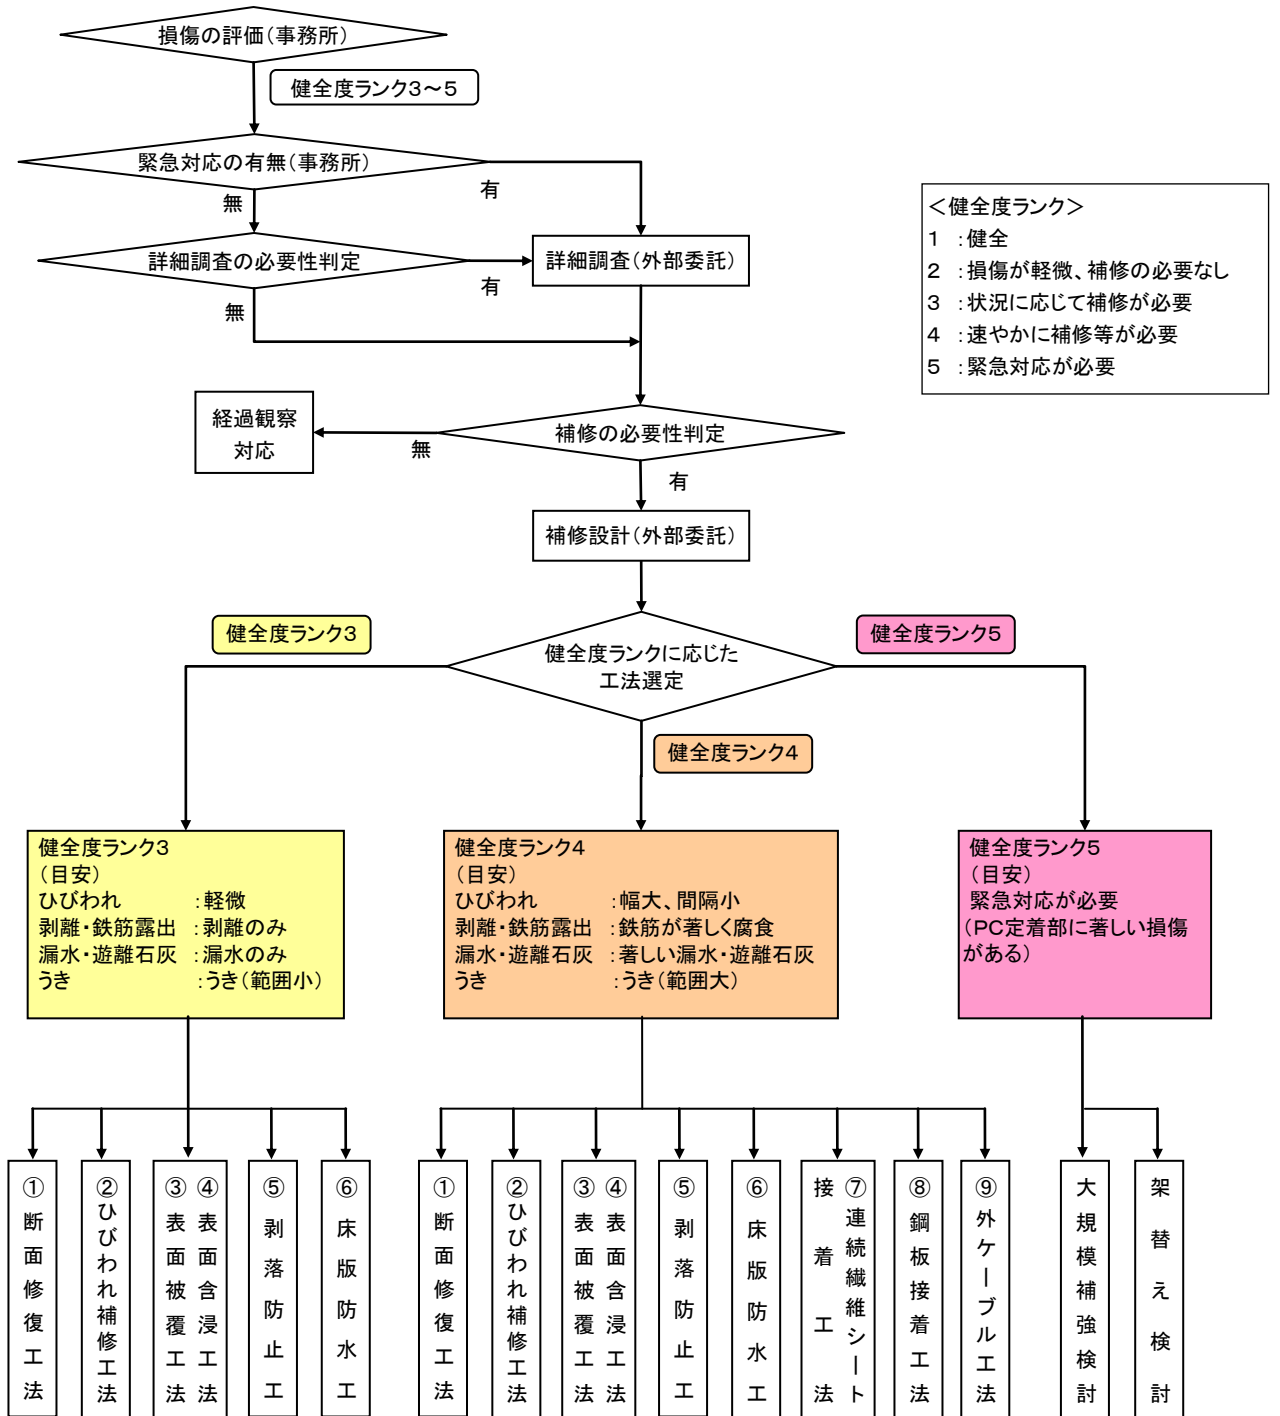 損傷の評価(事務所)
健全度ランク3～5
緊急対応の有無(事務所)
有
無
詳細調査の必要性判定
有
詳細調査(外部委託)
無
<健全度ランク>
1 :健全
2 :損傷が軽微、補修の必要なし
3 :状況に応じて補修が必要
4 :速やかに補修等が必要
5 :緊急対応が必要
経過観察
対応
無
補修の必要性判定
有
補修設計(外部委託)
健全度ランク3
健全度ランク5
健全度ランクに応じた
工法選定
健全度ランク4
健全度ランク3
(目安)
ひびわれ :軽微
剥離・鉄筋露出 :剥離のみ
漏水・遊離石灰 :漏水のみ
うき :うき(範囲小)
健全度ランク4
(目安)
ひびわれ :幅大、間隔小
剥離・鉄筋露出 :鉄筋が著しく腐食
漏水・遊離石灰 :著しい漏水・遊離石灰
うき :うき(範囲大)
健全度ランク5
(目安)
緊急対応が必要
(PC定着部に著しい損傷
がある)
①断面修復工法
②ひびわれ補修工法
③表面被覆工法
④表面含浸工法
⑤剥落防止工
⑥床版防水工
①断面修復工法
②ひびわれ補修工法
③表面被覆工法
④表面含浸工法
⑤剥落防止工
⑥床版防水工
⑦連続繊維シート
接着工法
⑧鋼板接着工法
⑨外ケーブル工法
大規模補強検討
架替え検討